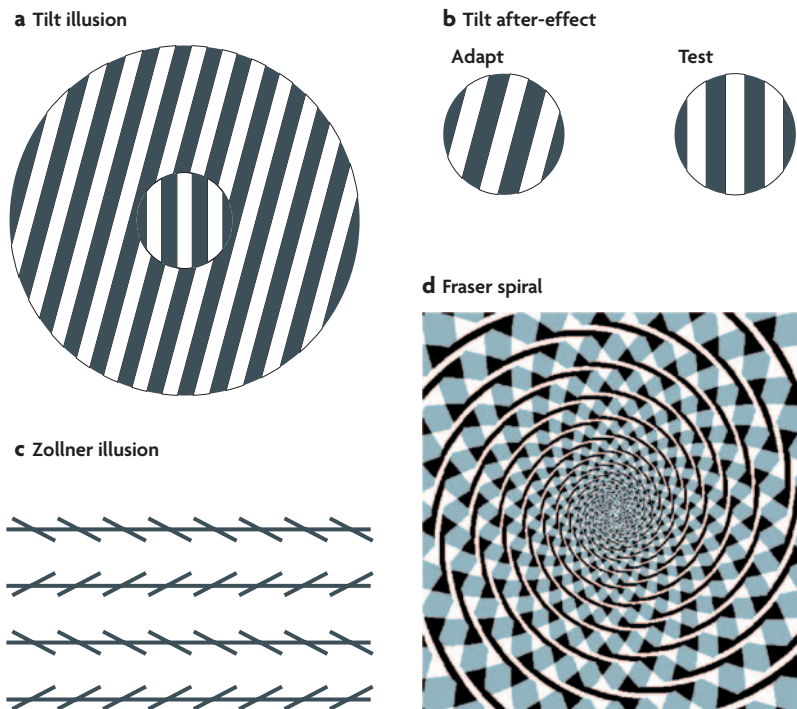 a Tilt illusion
b Tilt after-effect
Adapt
Test
d Fraser spiral
c Zollner illusion